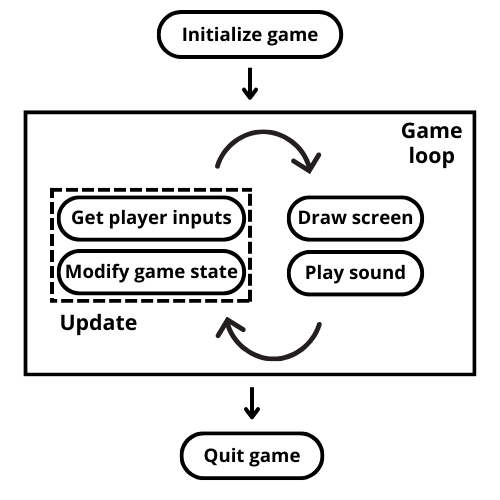 Initialize game
Game
loop
Get player inputs
Draw screen
Modify game state
Play sound
Update
Quit game